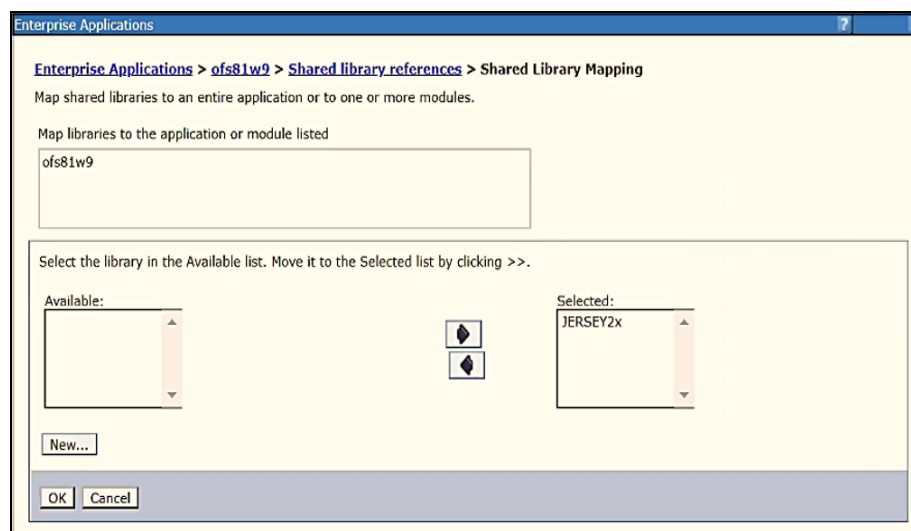 Enterprise Applications ?
Enterprise Applications > ofs81w9 > Shared library references > Shared Library Mapping
Map shared libraries to an entire application or to one or more modules.
Map libraries to the application or module listed
ofs81w9
Select the library in the Available list. Move it to the Selected list by clicking >>.
Available: Selected:
JERSEY2x
New...
OK Cancel